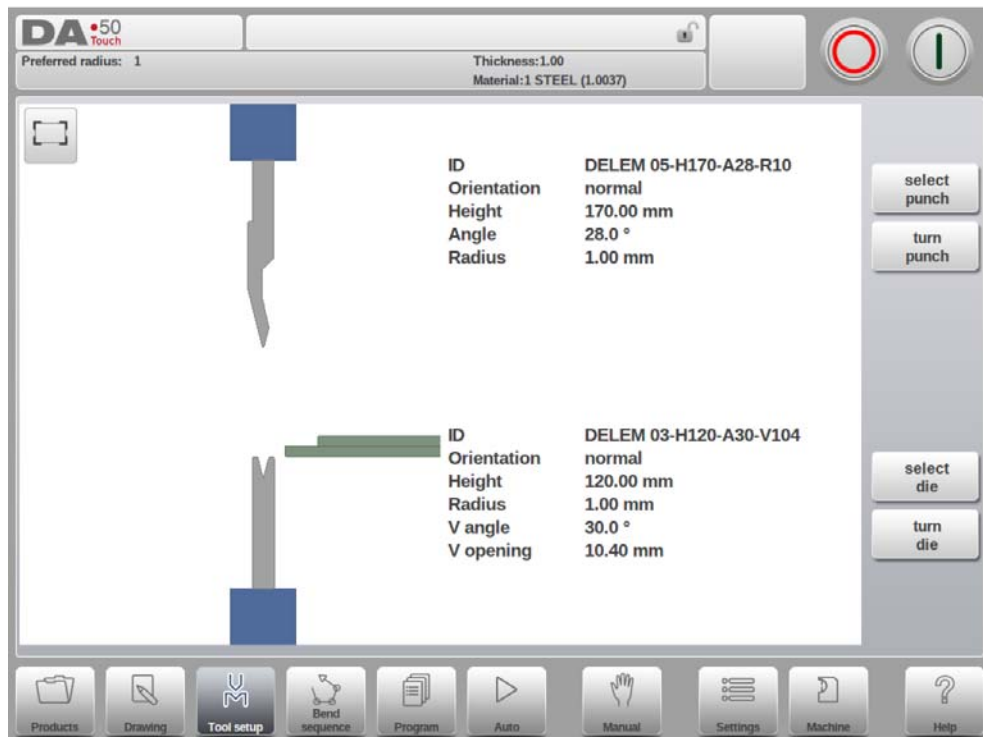 DA•50
Touch
Preferred radius: 1
Thickness:1.00
Material:1 STEEL (1.0037)
ID DELEM 05-H170-A28-R10
Orientation normal
Height 170.00 mm
Angle 28.0 °
Radius 1.00 mm
select
punch
turn
punch
ID DELEM 03-H120-A30-V104
Orientation normal
Height 120.00 mm
Radius 1.00 mm
V angle 30.0 °
V opening 10.40 mm
select
die
turn
die
Products
Drawing
Tool setup
Bend
sequence
Program
Auto
Manual
Settings
Machine
Help